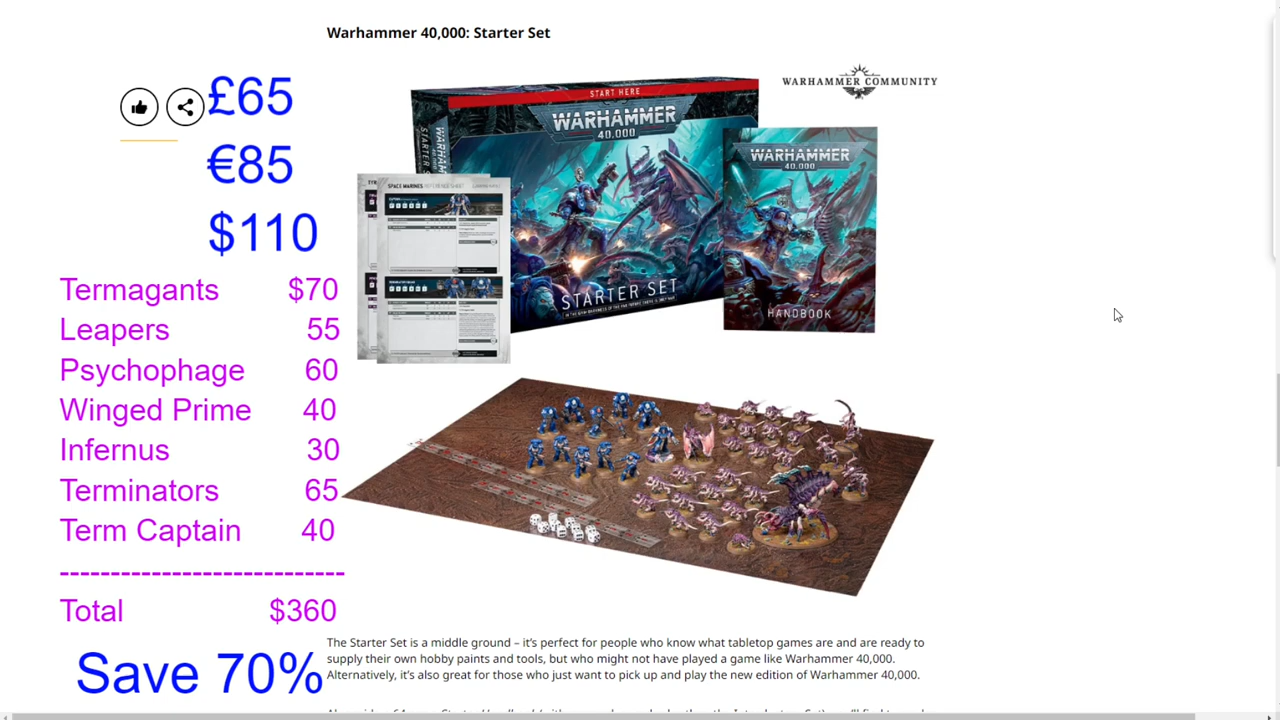 Warhammer 40,000: Starter Set
WARHAMMER COMMUNITY
£65
€85
$110
START HERE
WARHAMMER
40,000
STARTER SET
WARHAMMER
40,000
HANDBOOK
SPACE MARINES
Termagants $70
Leapers 55
Psychophage 60
Winged Prime 40
Infernus 30
Terminators 65
Term Captain 40
----------------------------
Total $360
Save 70%
The Starter Set is a middle ground – it’s perfect for people who know what tabletop games are and are ready to
supply their own hobby paints and tools, but who might not have played a game like Warhammer 40,000.
Alternatively, it’s also great for those who just want to pick up and play the new edition of Warhammer 40,000.